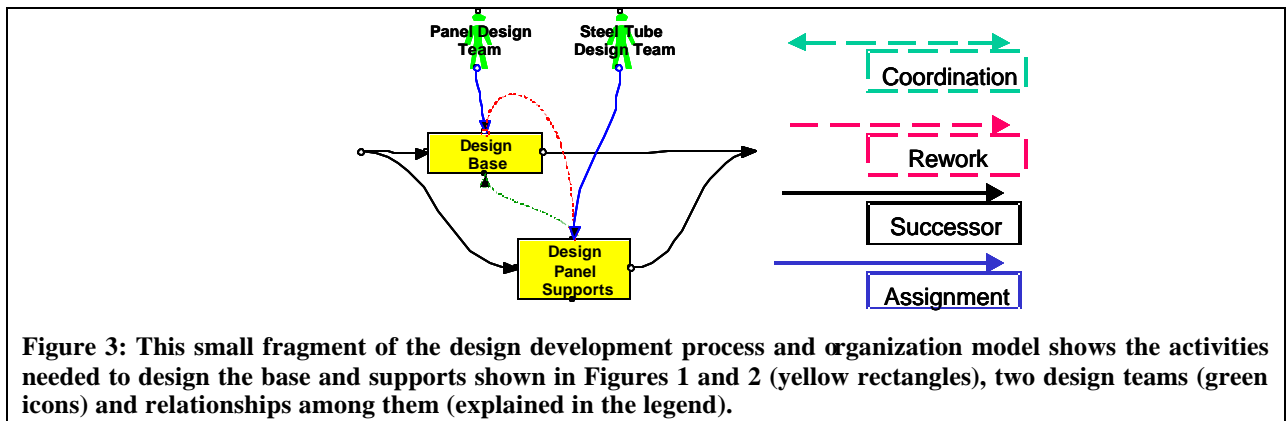 Panel Design
Team
Steel Tube
Design Team
Design
Base
Design
Panel
Supports
Coordination
Rework
Successor
Assignment
Figure 3: This small fragment of the design development process and organization model shows the activities
needed to design the base and supports shown in Figures 1 and 2 (yellow rectangles), two design teams (green
icons) and relationships among them (explained in the legend).